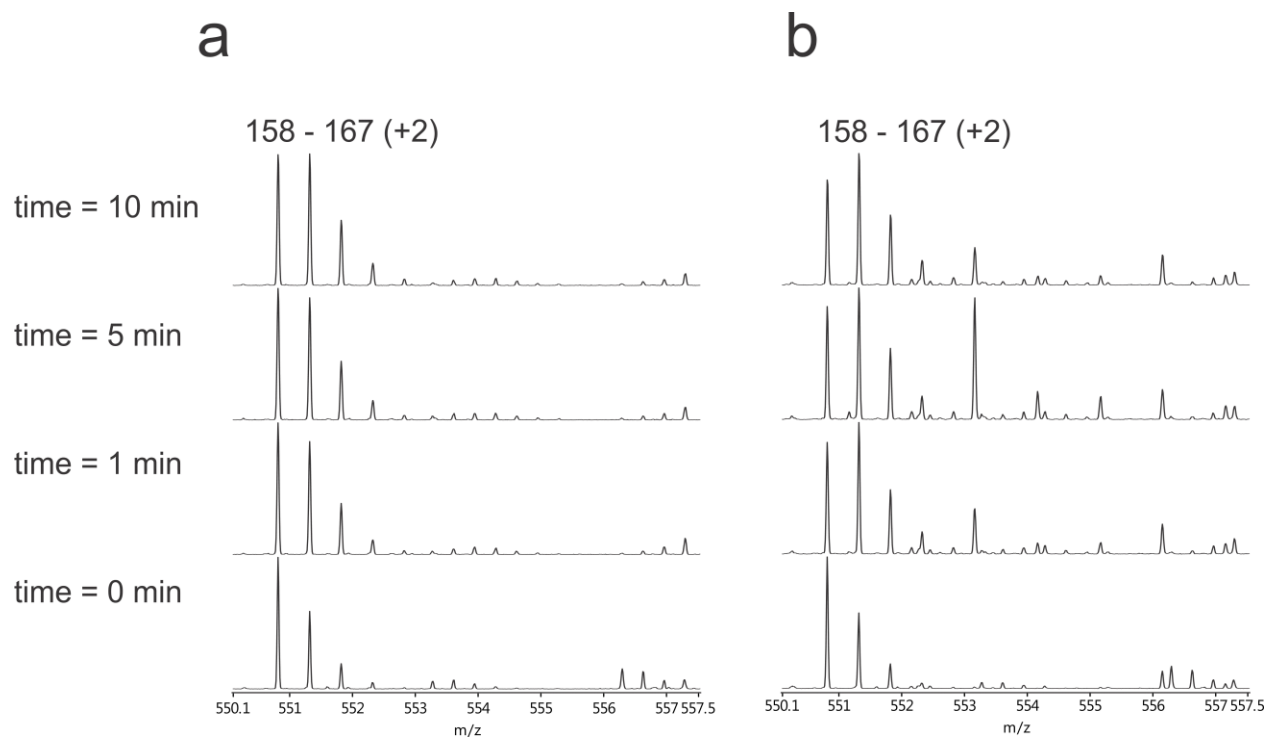 a
b
158 - 167 (+2)
158 - 167 (+2)
time = 10 min
time = 5 min
time = 1 min
time = 0 min
550.1 551 552 553 554 555 556 557 557.5
m/z
550.1 551 552 553 554 555 556 557 557.5
m/z